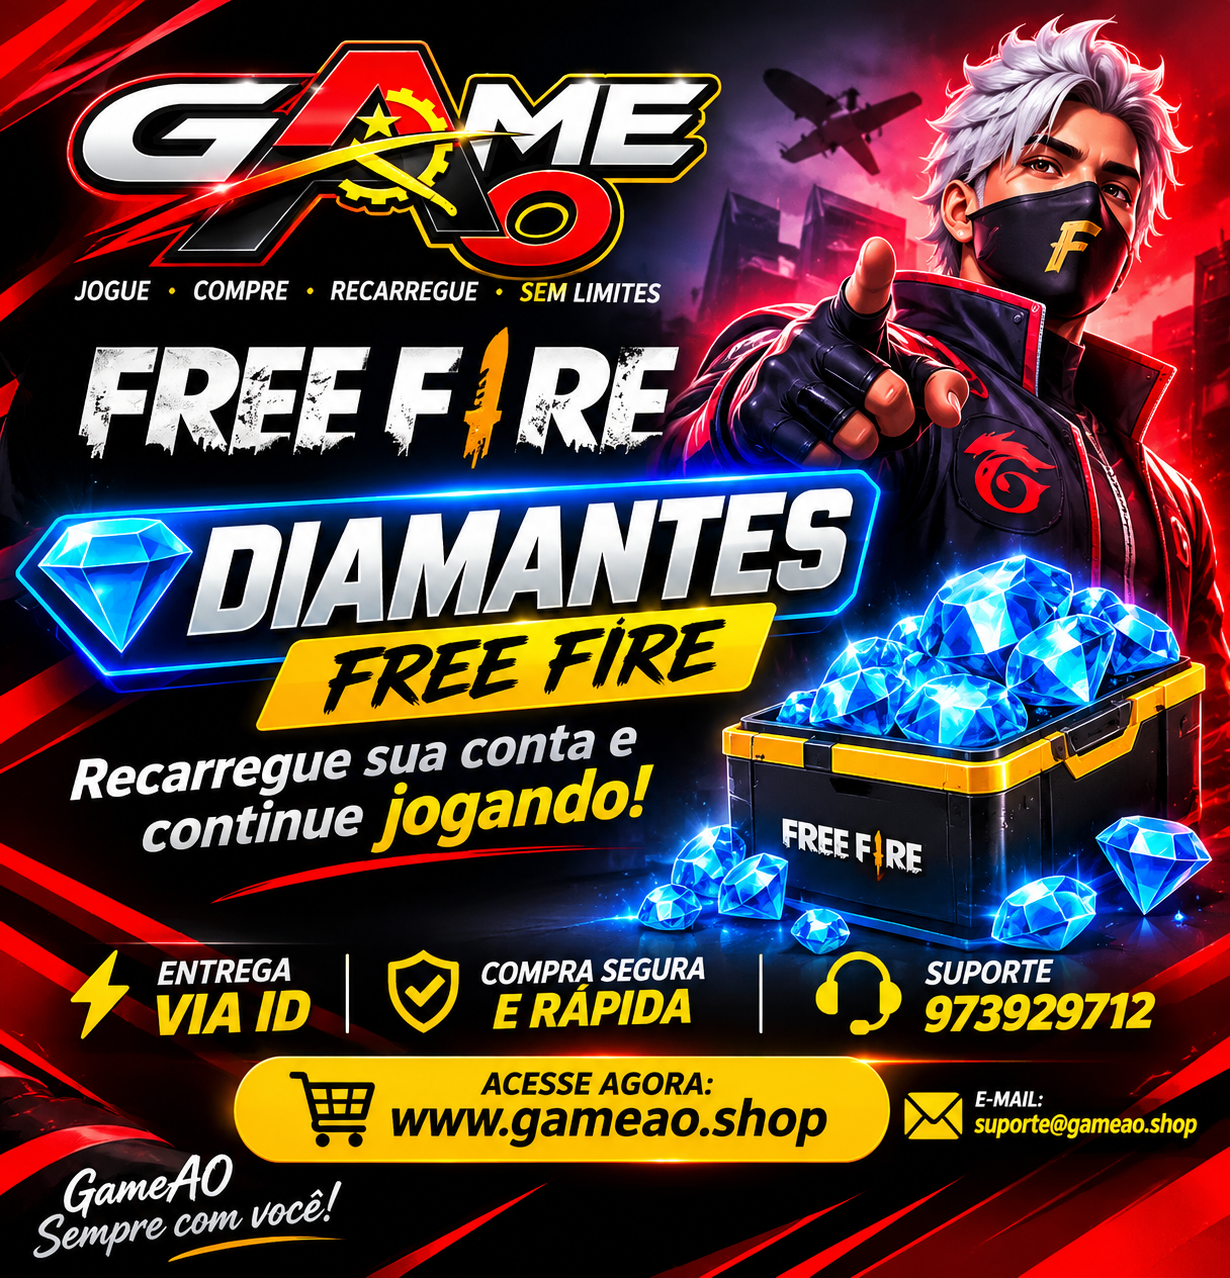 GAME AO
JOGUE • COMPRE • RECARREGUE • SEM LIMITES
FREE FIRE
DIAMANTES
FREE FIRE
Recarregue sua conta e
continue jogando!
F
G
FREE FIRE
ENTREGA
VIA ID
COMPRA SEGURA
E RÁPIDA
SUPORTE
973929712
ACESSE AGORA:
www.gameao.shop
E-MAIL:
suporte@gameao.shop
GameAO
Sempre com você!